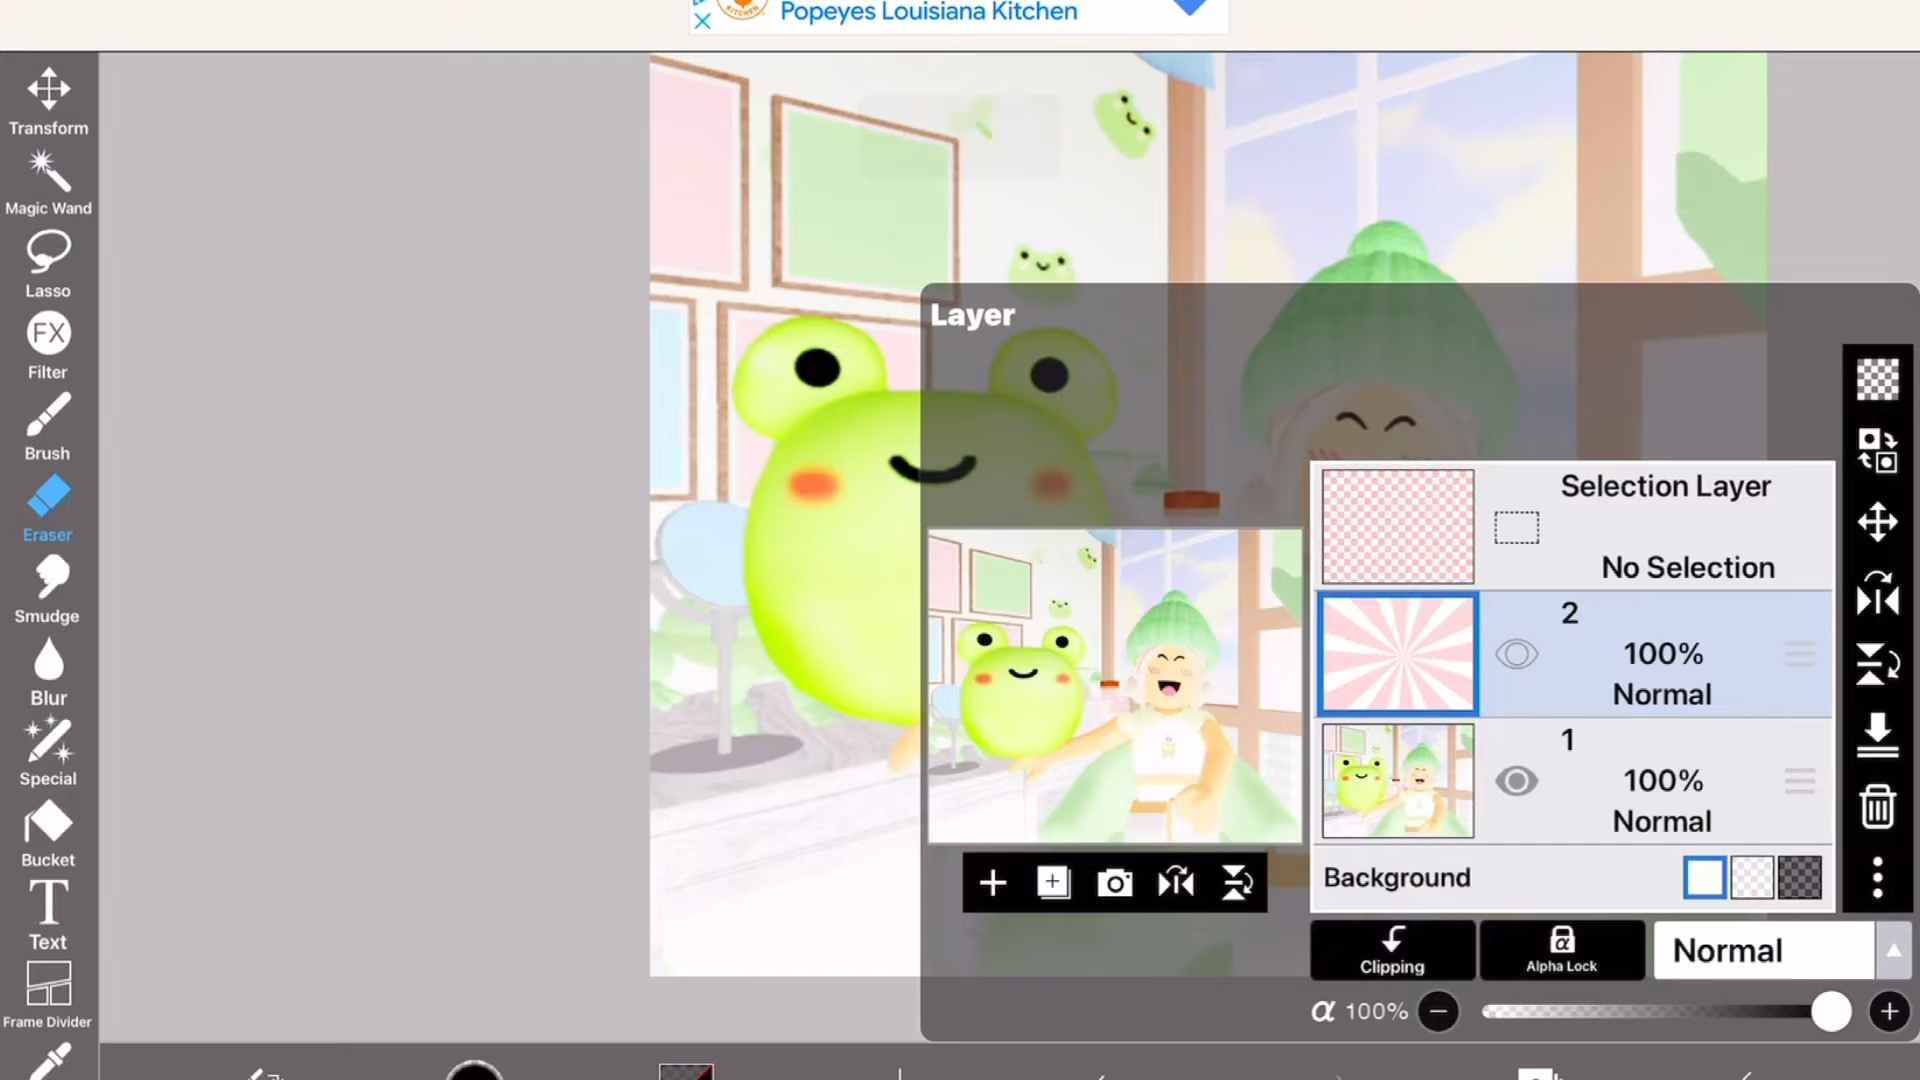 KITCHEN
Popeyes Louisiana Kitchen
Transform
Magic Wand
Lasso
FX
Filter
Brush
Eraser
Smudge
Blur
Special
Bucket
T
Text
Frame Divider
Layer
Selection Layer
No Selection
2
100%
Normal
1
100%
Normal
Background
Clipping
α
Alpha Lock
Normal
α 100%